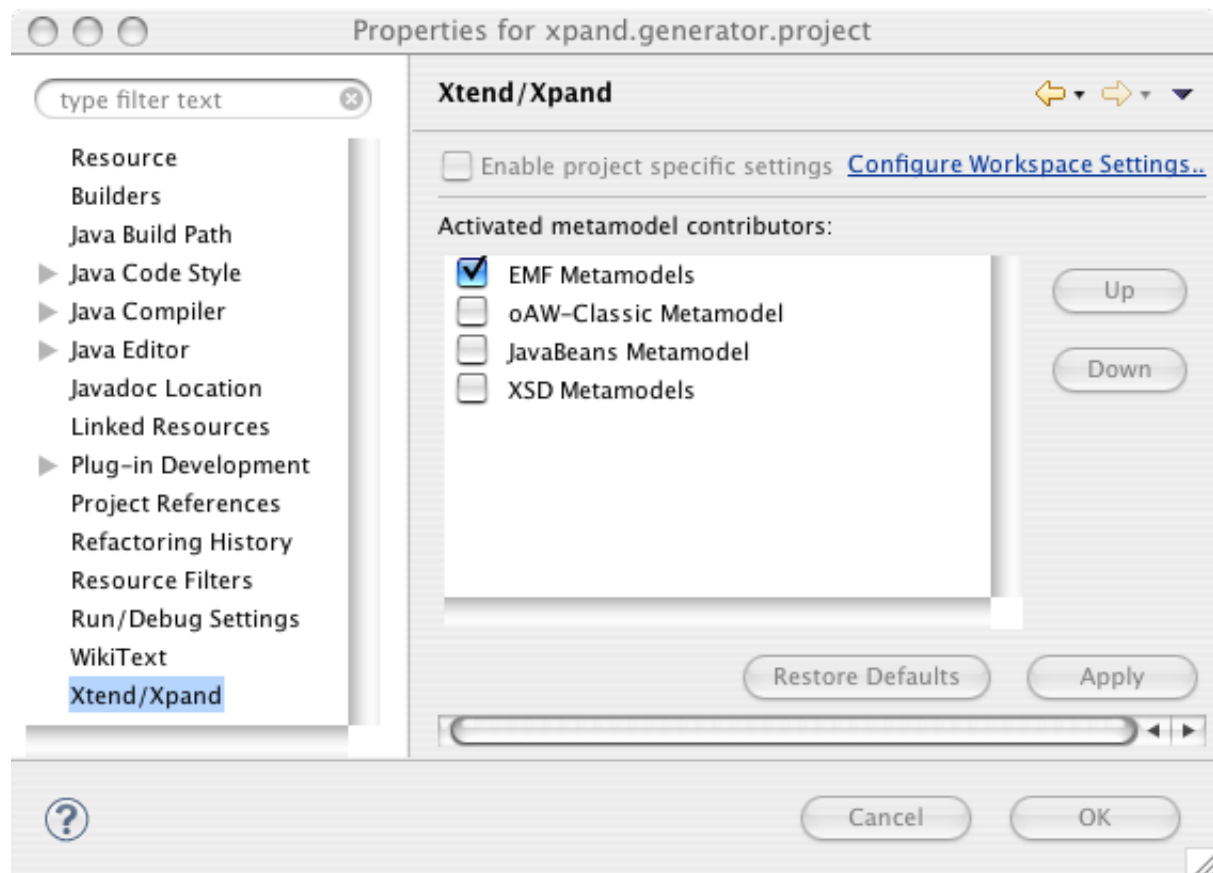 Properties for xpand.generator.project
type filter text
Resource
Builders
Java Build Path
Java Code Style
Java Compiler
Java Editor
Javadoc Location
Linked Resources
Plug-in Development
Project References
Refactoring History
Resource Filters
Run/Debug Settings
WikiText
Xtend/Xpand
Xtend/Xpand
Enable project specific settings Configure Workspace Settings..
Activated metamodel contributors:
EMF Metamodels
oAW-Classic Metamodel
JavaBeans Metamodel
XSD Metamodels
Up
Down
Restore Defaults Apply
? Cancel OK